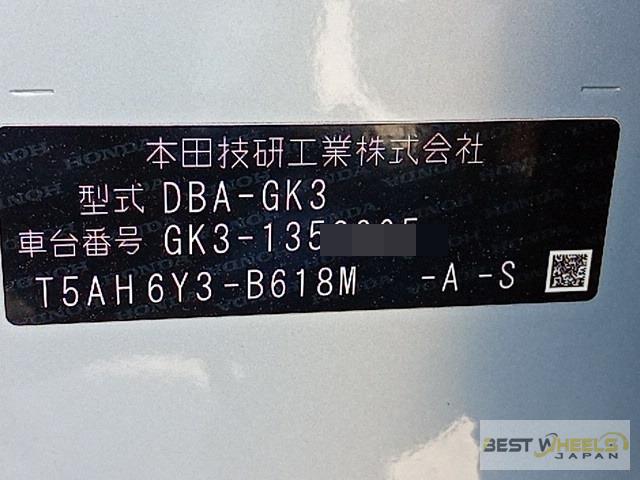 本田技研工業株式会社
型式 DBA-GK3
車台番号 GK3-135
T5AH6Y3-B618M -A -S
BEST WHEELS
JAPAN